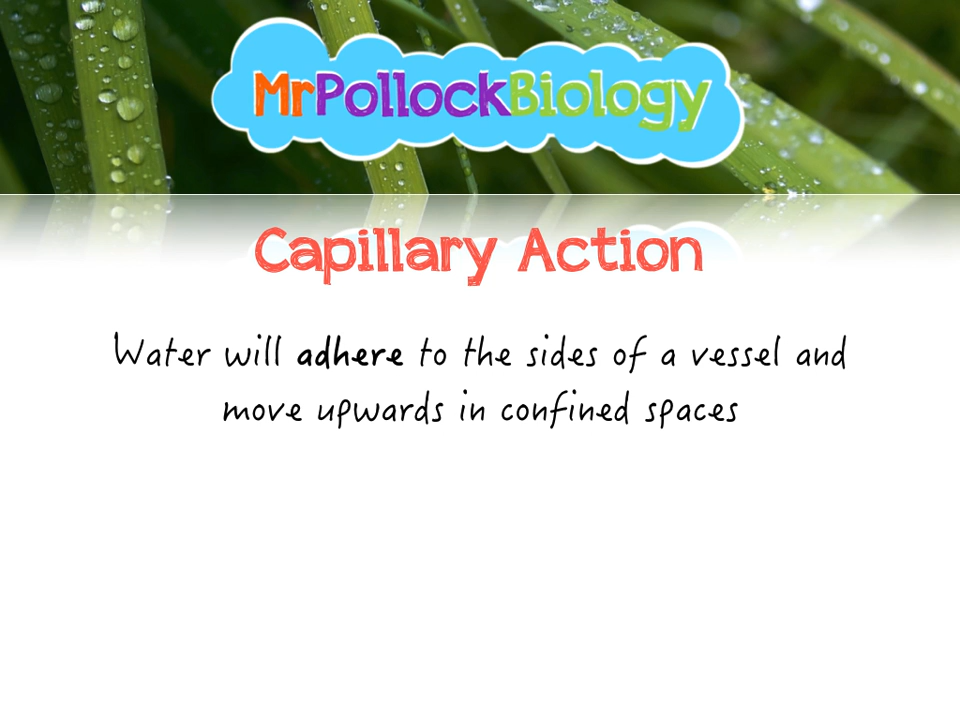 MrPollockBiology
Capillary Action
Water will adhere to the sides of a vessel and
move upwards in confined spaces